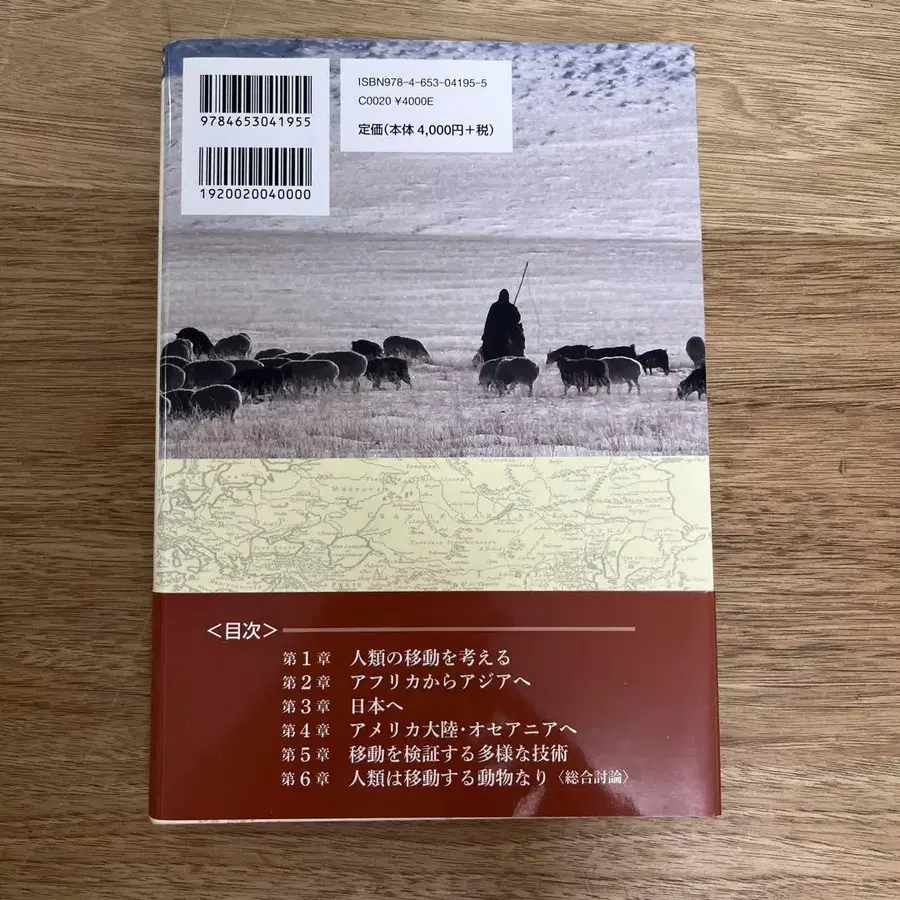 9784653041955
1920020040000
ISBN978-4-653-04195-5
C0020 ¥4000E
定価(本体 4,000円+税)
<目次>
第1章 人類の移動を考える
第2章 アフリカからアジアへ
第3章 日本へ
第4章 アメリカ大陸・オセアニアへ
第5章 移動を検証する多様な技術
第6章 人類は移動する動物なり〈総合討論〉